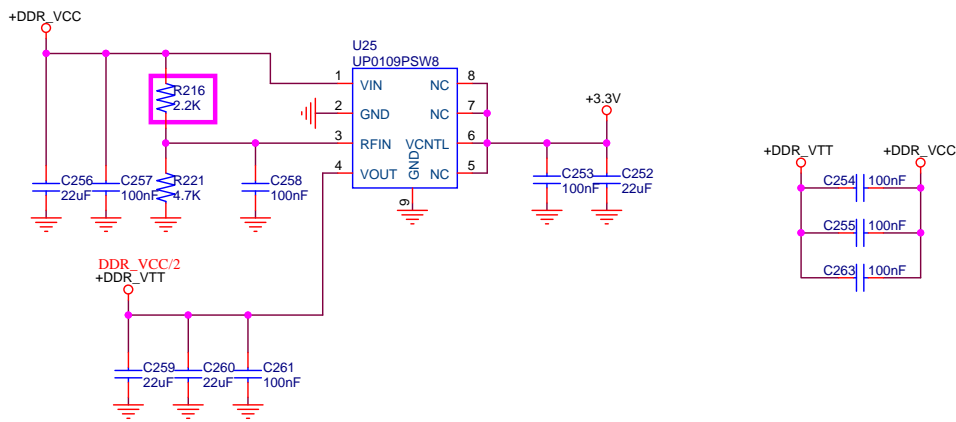 +DDR_VCC
U25
UP0109PSW8
R216
2.2K
1
VIN
NC
8
2
GND
NC
7
3
RFIN
VCNTL
6
4
VOUT
NC
5
GND
9
+3.3V
C256
22uF
C257
100nF
R221
4.7K
C258
100nF
C253
100nF
C252
22uF
DDR_VCC/2
+DDR_VTT
C259
22uF
C260
22uF
C261
100nF
+DDR_VTT
+DDR_VCC
C254
100nF
C255
100nF
C263
100nF